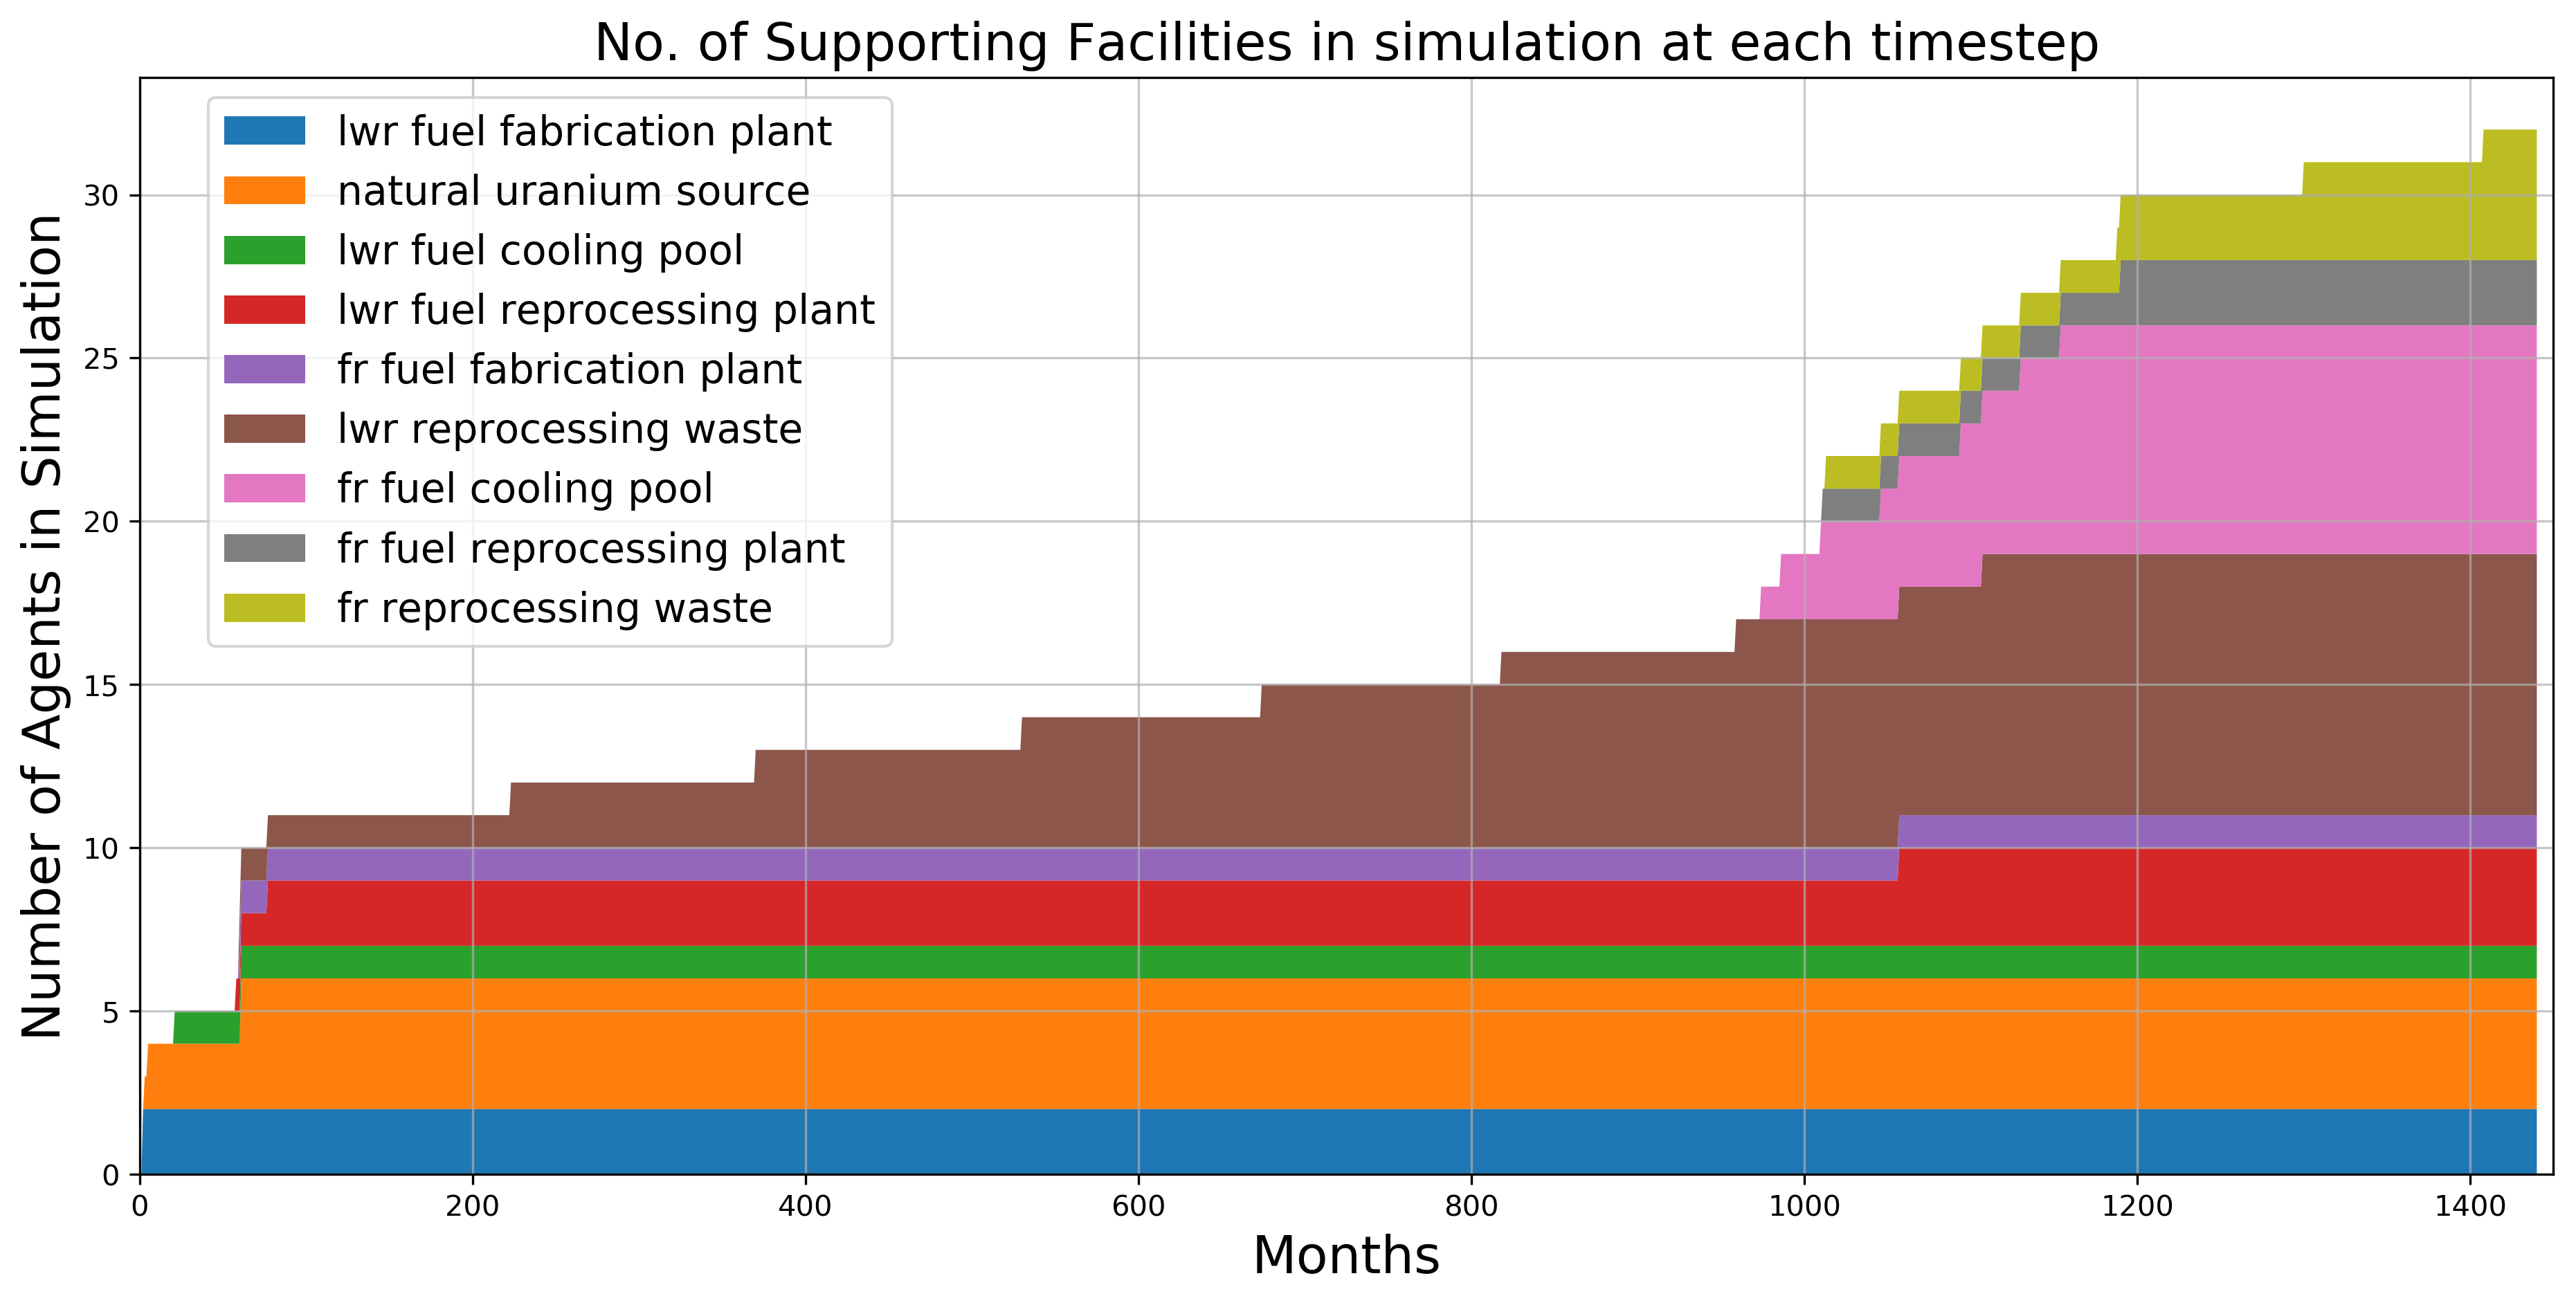 No. of Supporting Facilities in simulation at each timestep
Number of Agents in Simulation
30
25
20
15
10
5
0
lwr fuel fabrication plant
natural uranium source
lwr fuel cooling pool
lwr fuel reprocessing plant
fr fuel fabrication plant
lwr reprocessing waste
fr fuel cooling pool
fr fuel reprocessing plant
fr reprocessing waste
0 200 400 600 800 1000 1200 1400
Months